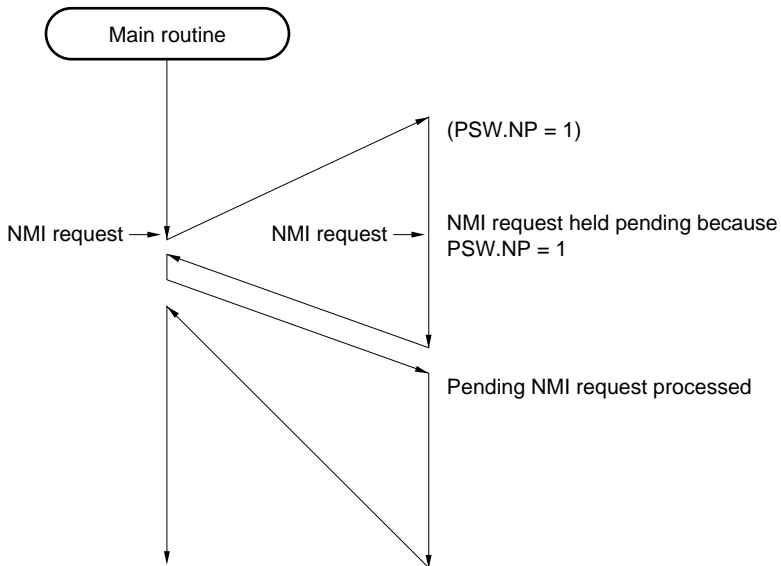 Main routine
(PSW.NP = 1)
NMI request
NMI request
NMI request held pending because
PSW.NP = 1
Pending NMI request processed